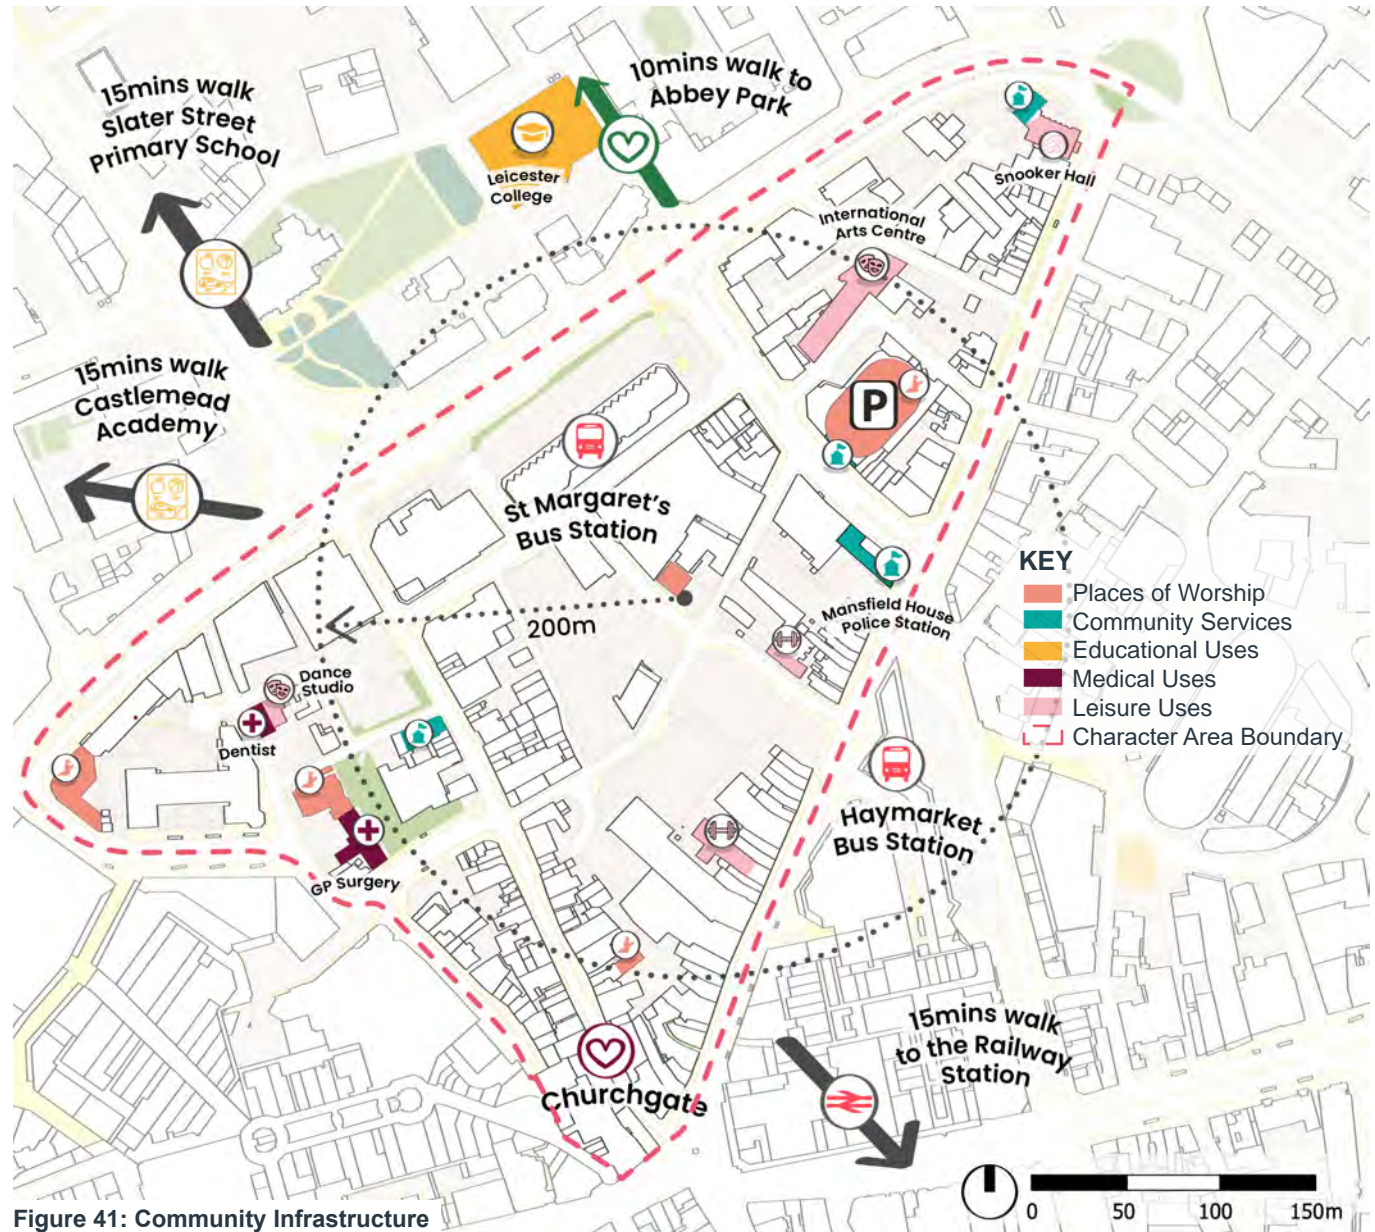 15mins walk
Slater Street
Primary School
10mins walk to
Abbey Park
Leicester
College
Snooker Hall
International
Arts Centre
15mins walk
Castlemead
Academy
P
St Margaret's
Bus Station
200m
Mansfield House
Police Station
KEY
Places of Worship
Community Services
Educational Uses
Medical Uses
Leisure Uses
Character Area Boundary
Dance
Studio
Dentist
GP Surgery
Haymarket
Bus Station
Churchgate
15mins walk
to the Railway
Station
0 50 100 150m
Figure 41: Community Infrastructure